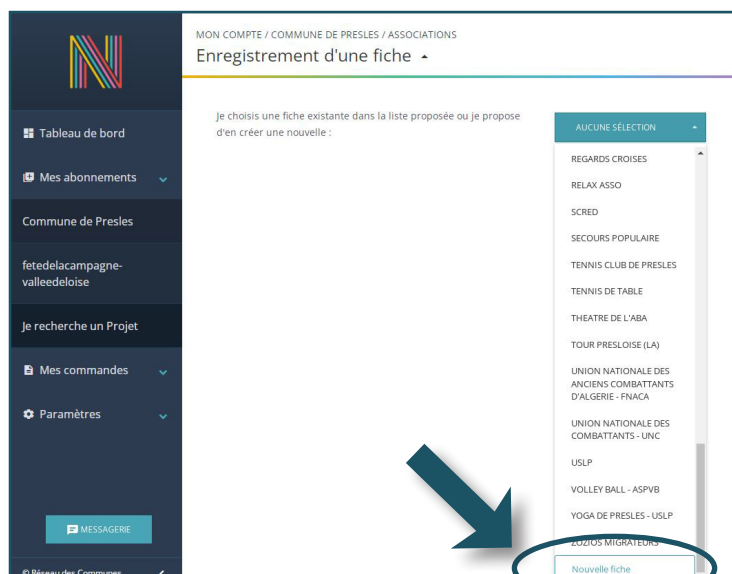 MON COMPTE / COMMUNE DE PRESLES / ASSOCIATIONS
Enregistrement d'une fiche
Je choisis une fiche existante dans la liste proposée ou je propose
d'en créer une nouvelle :
Tableau de bord
Mes abonnements
Commune de Presles
fetedelacampagne-
valleedeloise
Je recherche un Projet
Mes commandes
Paramètres
MESSAGERIE
© Réseau des Communes
AUCUNE SÉLECTION
REGARDS CROISES
RELAX ASSO
SCRED
SECOURS POPULAIRE
TENNIS CLUB DE PRESLES
TENNIS DE TABLE
THEATRE DE L'ABA
TOUR PRESLOISE (LA)
UNION NATIONALE DES
ANCIENS COMBATTANTS
D'ALGERIE - FNACA
UNION NATIONALE DES
COMBATTANTS - UNC
USLP
VOLLEY BALL - ASPVB
YOGA DE PRESLES - USLP
ZOZIOS MIGRATEURS
Nouvelle fiche